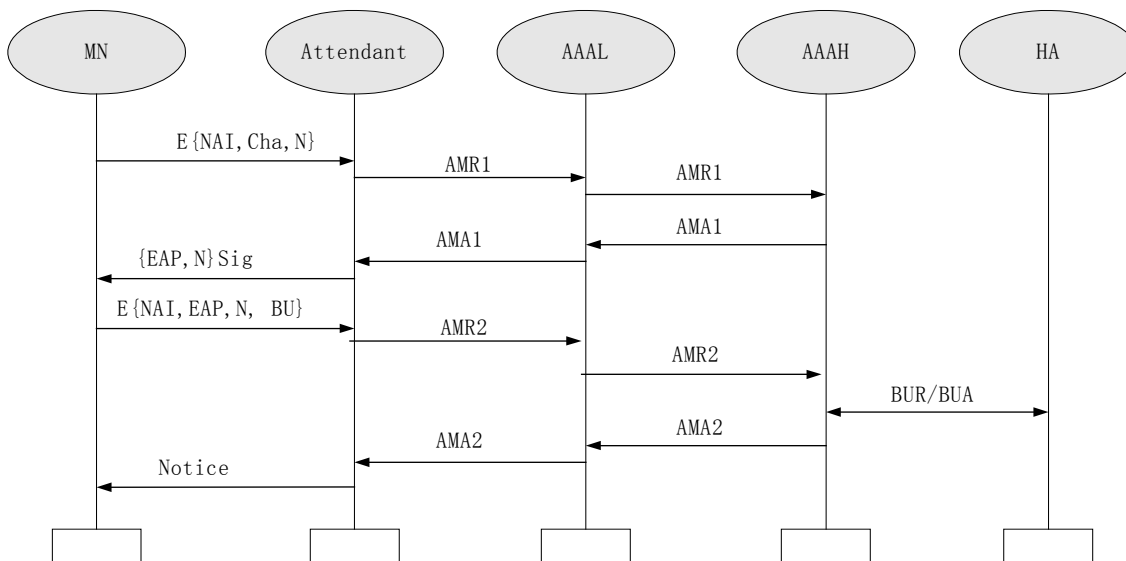 MN
Attendant
AAAL
AAAH
HA
E{NAI,Cha,N}
AMR1
AMR1
AMA1
AMA1
{EAP,N}Sig
E{NAI,EAP,N, BU}
AMR2
AMR2
BUR/BUA
AMA2
AMA2
Notice